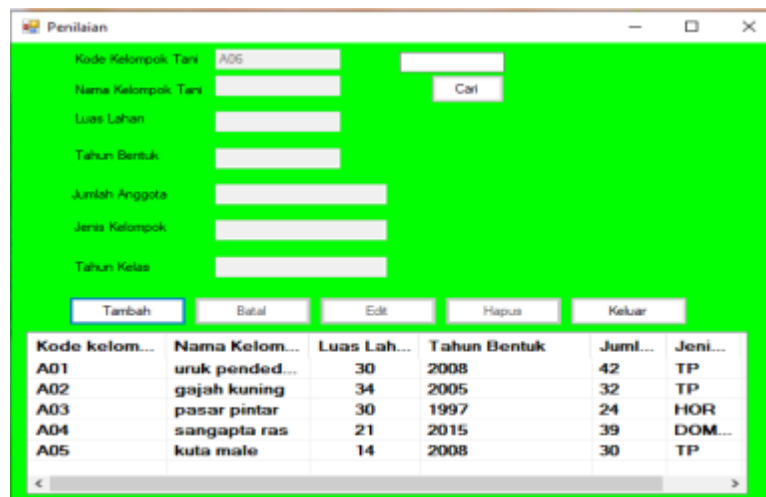 Penilaian
Kode Kelompok Tani A06
Nama Kelompok Tani Cari
Luas Lahan
Tahun Bentuk
Jumlah Anggota
Jenis Kelompok
Tahun Kelas
Tambah Batal Edit Hapus Keluar
Kode kelom... Nama Kelom... Luas Lah... Tahun Bentuk Juml... Jeni...
A01 uruk pended... 30 2008 42 TP
A02 gajah kuning 34 2005 32 TP
A03 pasar pintar 30 1997 24 HOR
A04 sangapta ras 21 2015 39 DOM...
A05 kuta male 14 2008 30 TP